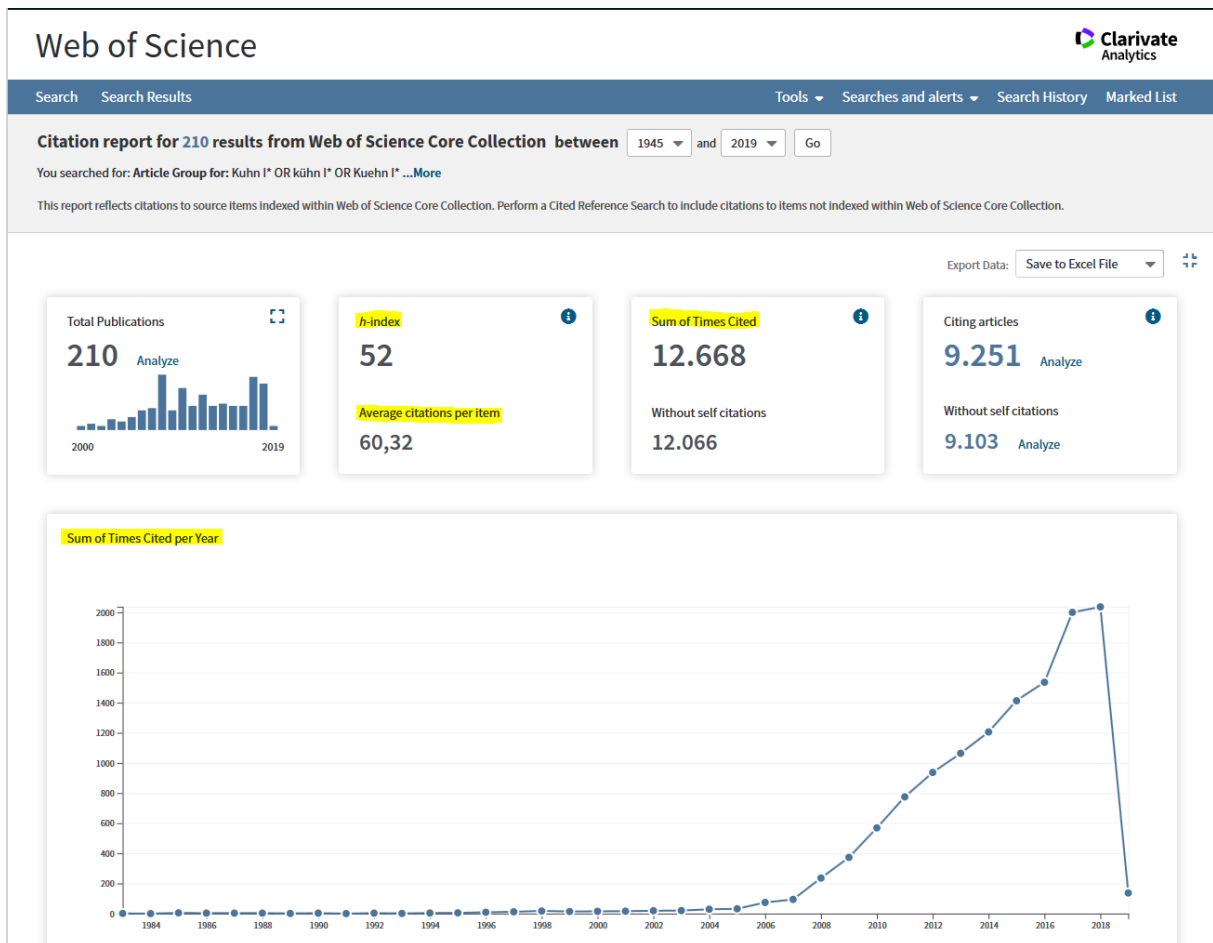 Web of Science
Clarivate
Analytics
Search Search Results Tools Searches and alerts Search History Marked List
Citation report for 210 results from Web of Science Core Collection between 1945 and 2019 Go
You searched for: Article Group for: Kuhn I* OR kühn I* OR Kuehn I* ...More
This report reflects citations to source items indexed within Web of Science Core Collection. Perform a Cited Reference Search to include citations to items not indexed within Web of Science Core Collection.
Export Data: Save to Excel File
Total Publications
210 Analyze
2000 2019
h-index
52
Average citations per item
60,32
Sum of Times Cited
12.668
Without self citations
12.066
Citing articles
9.251 Analyze
Without self citations
9.103 Analyze
Sum of Times Cited per Year
2000
1800
1600
1400
1200
1000
800
600
400
200
0
1984 1986 1988 1990 1992 1994 1996 1998 2000 2002 2004 2006 2008 2010 2012 2014 2016 2018